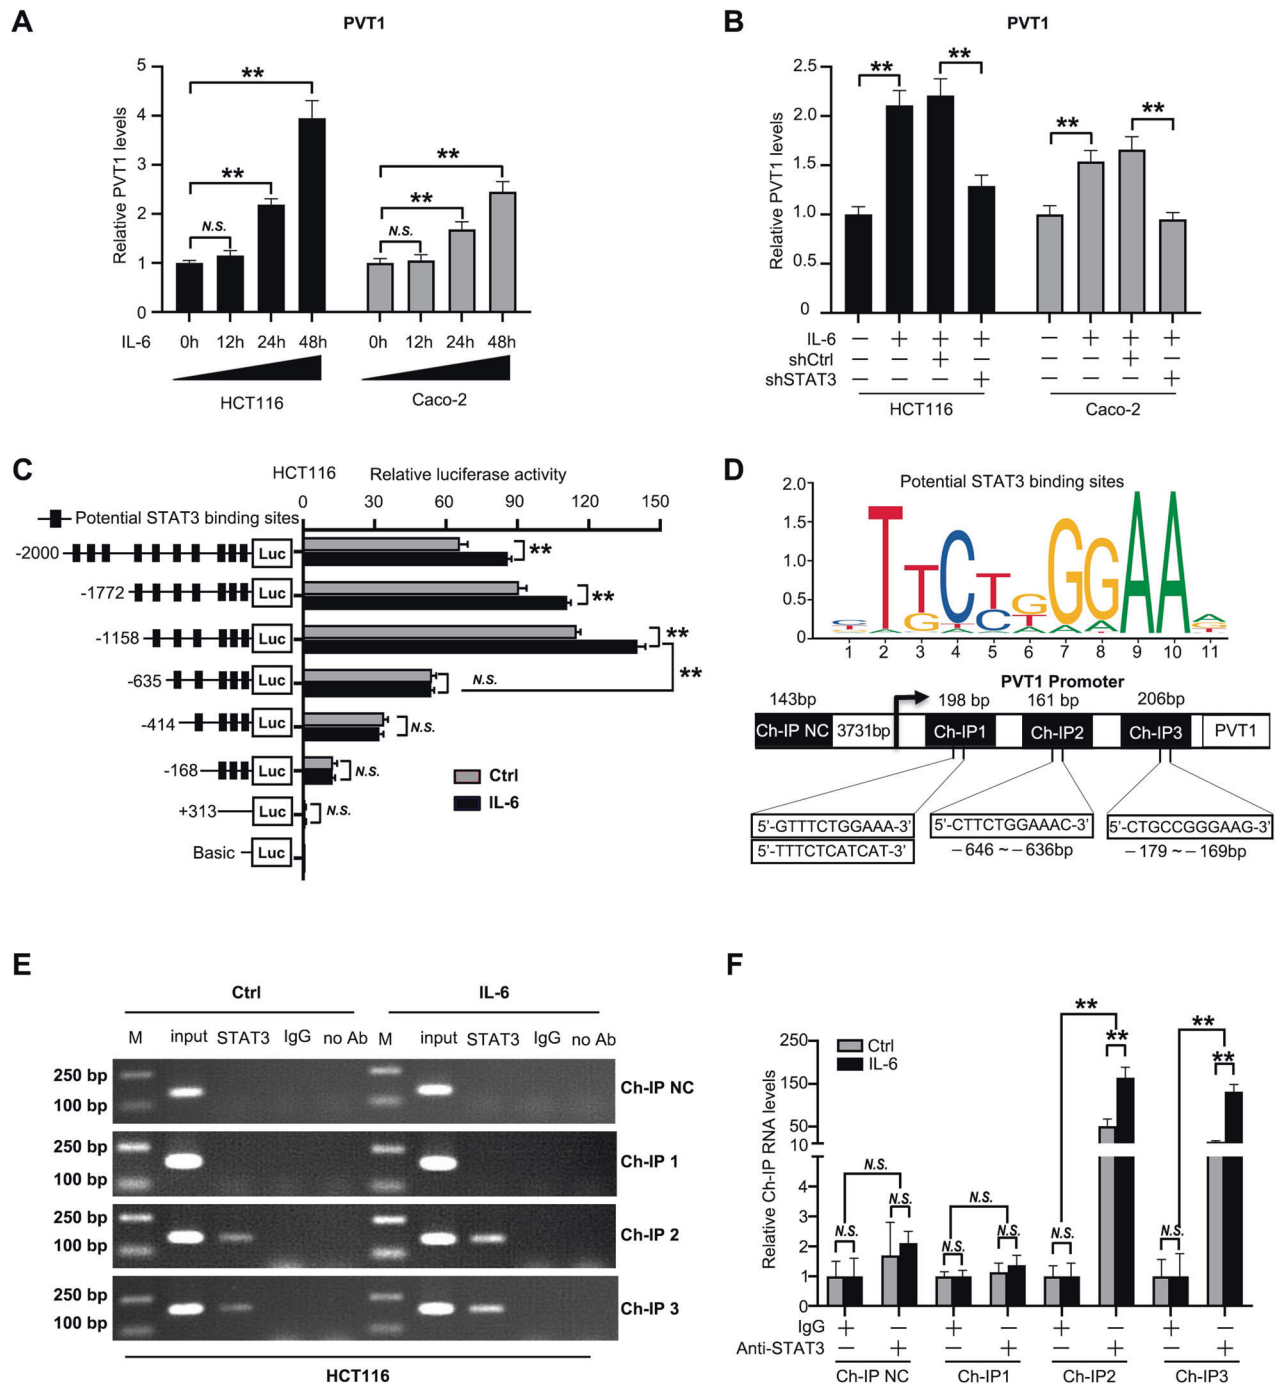 A
PVT1
Relative PVT1 levels
5
4
3
2
1
0
**
**
N.S.
**
**
N.S.
IL-6 0h 12h 24h 48h 0h 12h 24h 48h
HCT116 Caco-2
B
PVT1
Relative PVT1 levels
2.5
2.0
1.5
1.0
0.5
0
** **
** **
IL-6 – + + + – + + +
shCtrl – – + – – – + –
shSTAT3 – – – + – – – +
HCT116 Caco-2
C
HCT116 Relative luciferase activity
0 30 60 90 120 150
Potential STAT3 binding sites
-2000 Luc **
-1772 Luc **
-1158 Luc **
**
-635 Luc N.S.
-414 Luc N.S.
-168 Luc N.S.
+313 Luc N.S.
Basic Luc
Ctrl
IL-6
D
Potential STAT3 binding sites
2.0
1.5
1.0
0.5
0
1 2 3 4 5 6 7 8 9 10 11
PVT1 Promoter
143bp 198 bp 161 bp 206bp
Ch-IP NC 3731bp Ch-IP1 Ch-IP2 Ch-IP3 PVT1
5'-GTTTCTGGAAA-3' 5'-CTTCTGGAAAC-3' 5'-CTGCCGGGAAG-3'
5'-TTTCTCATCAT-3' –646 ~ –636bp –179 ~ –169bp
E
Ctrl IL-6
M input STAT3 IgG no Ab M input STAT3 IgG no Ab
250 bp
100 bp
Ch-IP NC
250 bp
100 bp
Ch-IP 1
250 bp
100 bp
Ch-IP 2
250 bp
100 bp
Ch-IP 3
HCT116
F
Relative Ch-IP RNA levels
250
150
50
10
4
3
2
1
0
Ctrl
IL-6
** **
** **
N.S. N.S.
N.S. N.S. N.S. N.S. N.S. N.S.
IgG + – + – + – + –
Anti-STAT3 – + – + – + – +
Ch-IP NC Ch-IP1 Ch-IP2 Ch-IP3